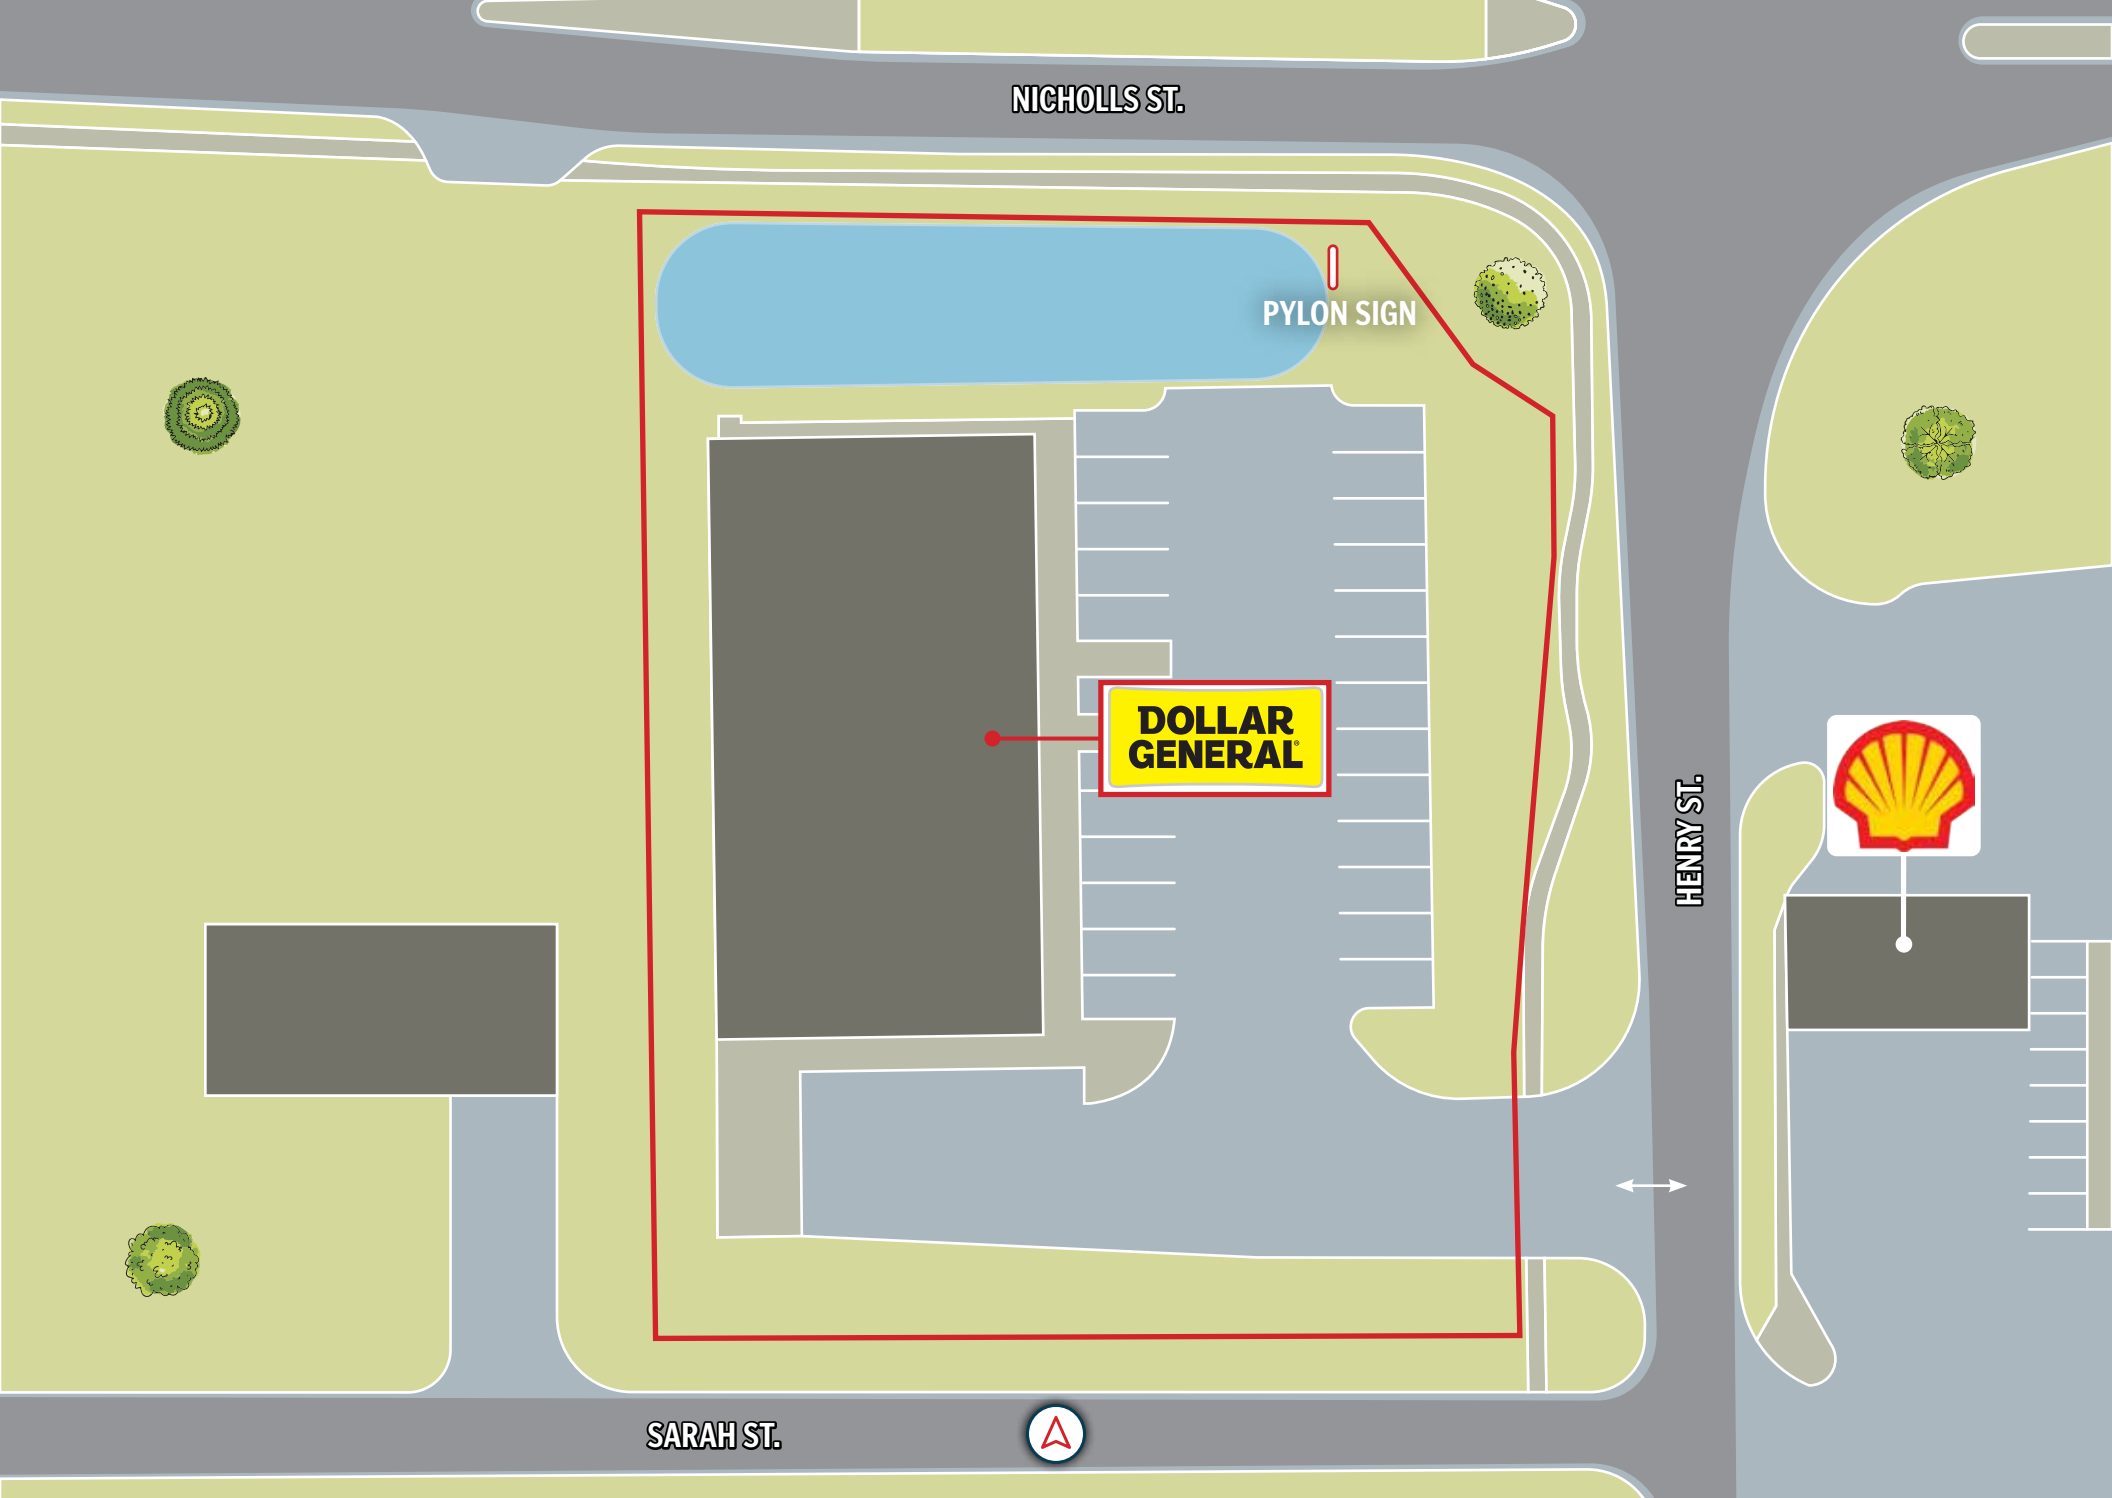 NICHOLLS ST.
PYLON SIGN
DOLLAR
GENERAL®
HENRY ST.
SARAH ST.